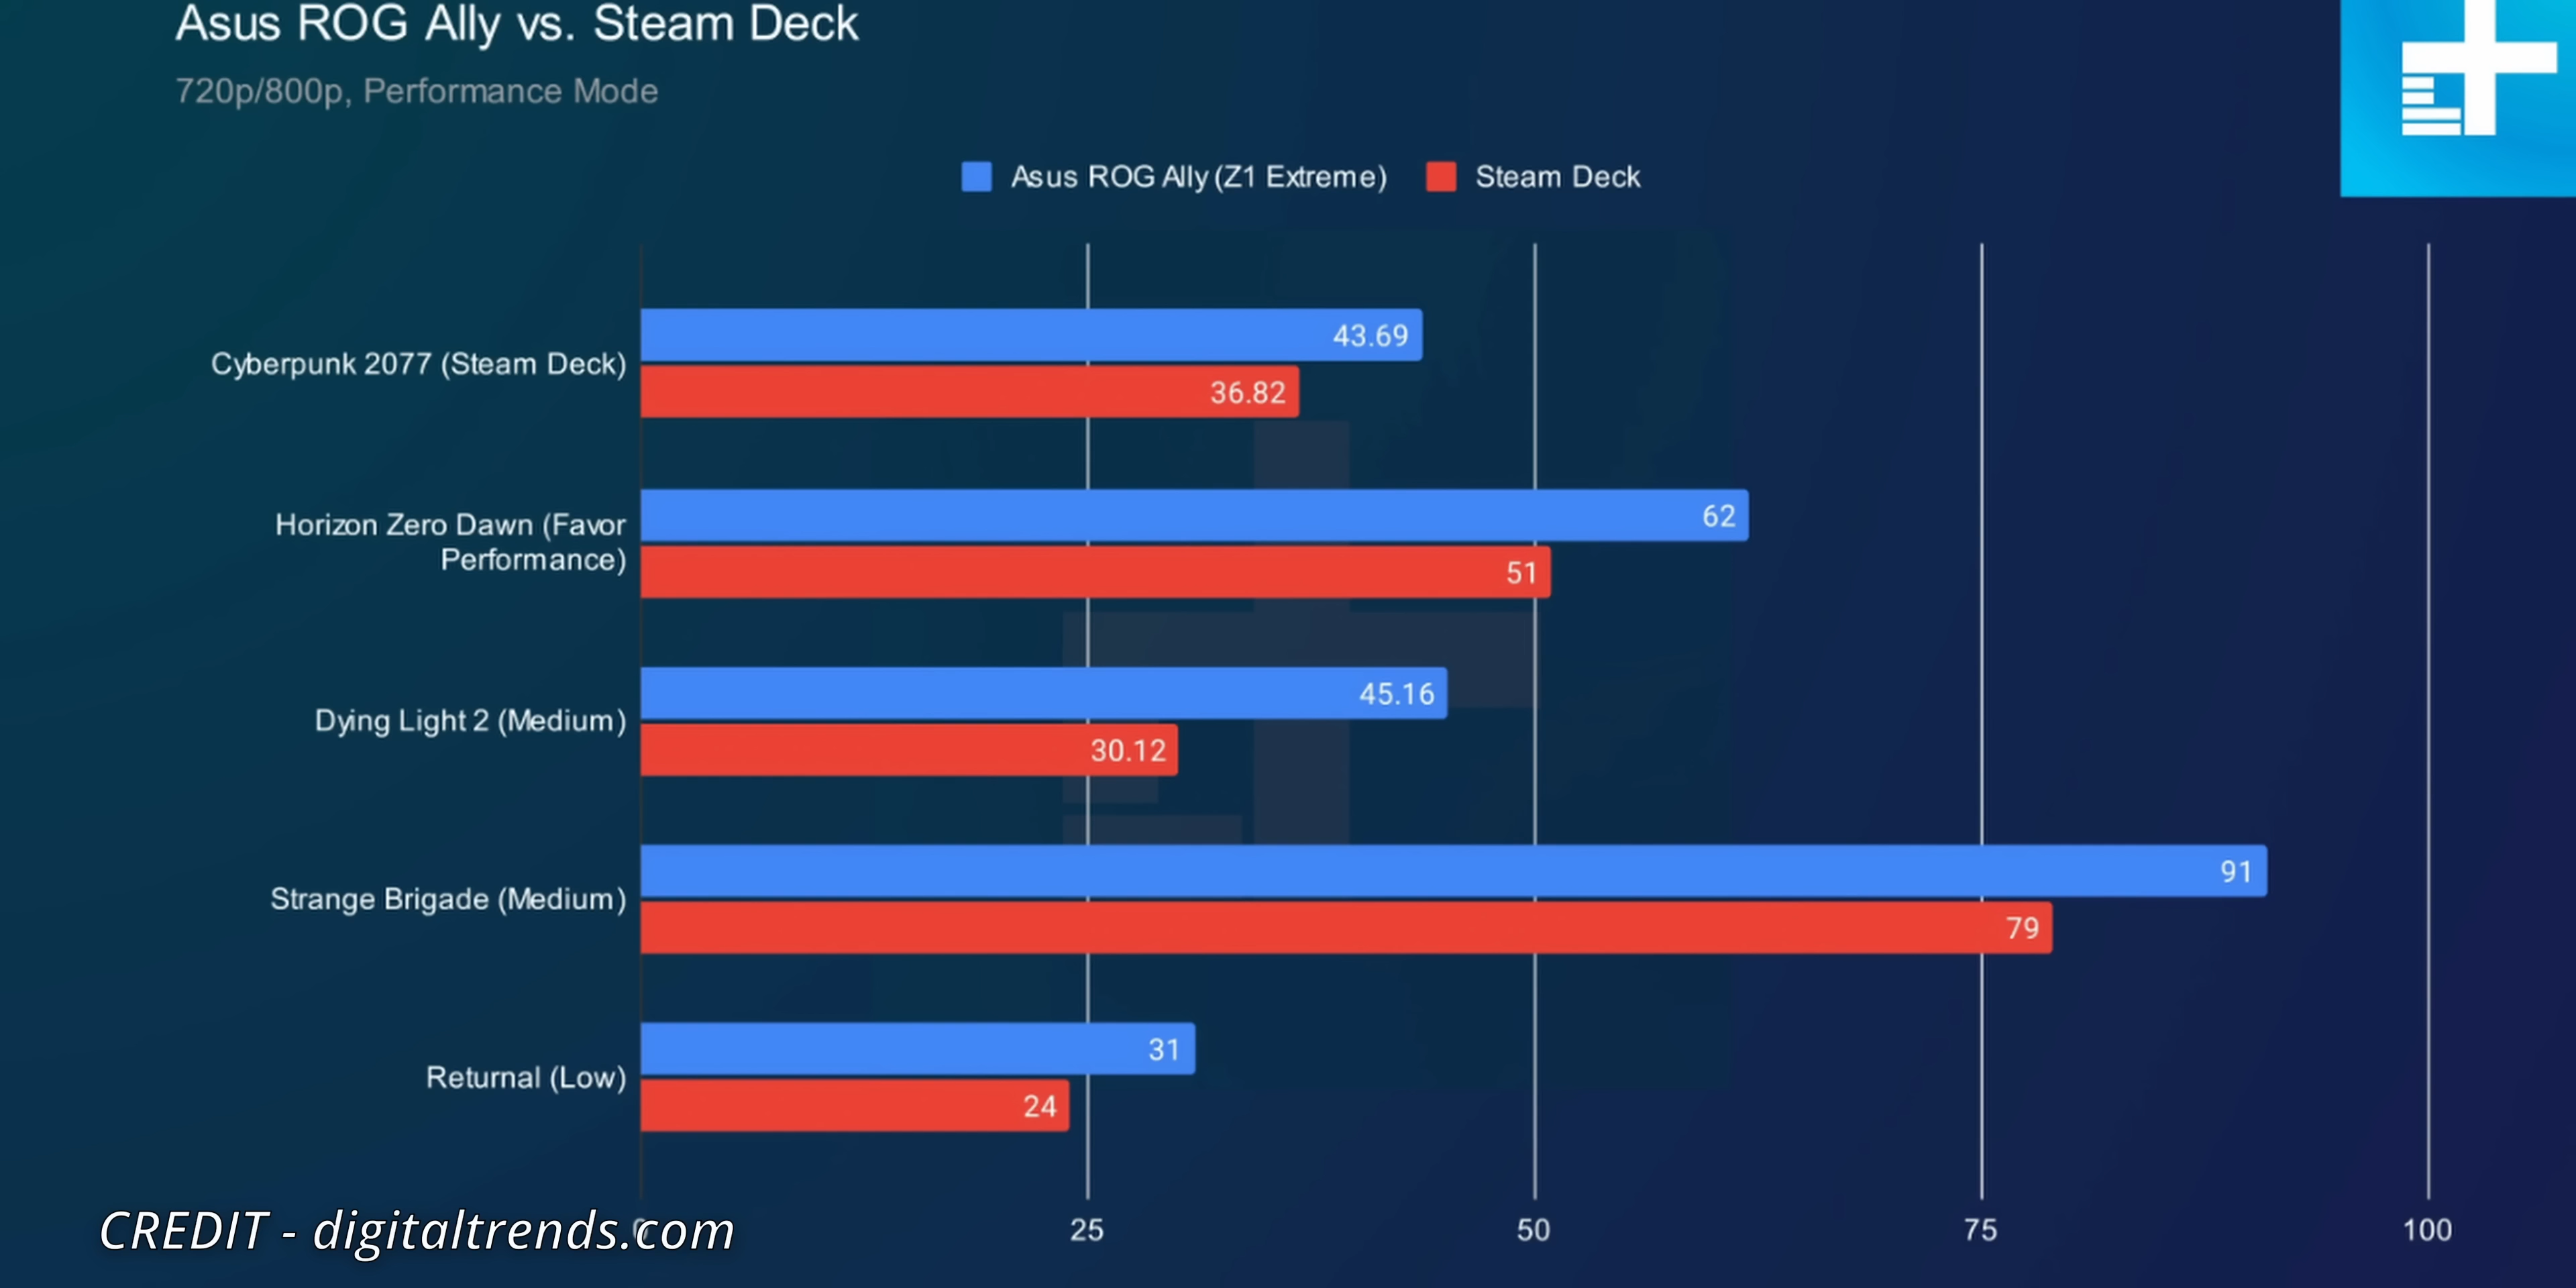 Asus ROG Ally vs. Steam Deck
720p/800p, Performance Mode
Asus ROG Ally (Z1 Extreme)
Steam Deck
Cyberpunk 2077 (Steam Deck)
43.69
36.82
Horizon Zero Dawn (Favor
Performance)
62
51
Dying Light 2 (Medium)
45.16
30.12
Strange Brigade (Medium)
91
79
Returnal (Low)
31
24
0
25
50
75
100
CREDIT - digitaltrends.com